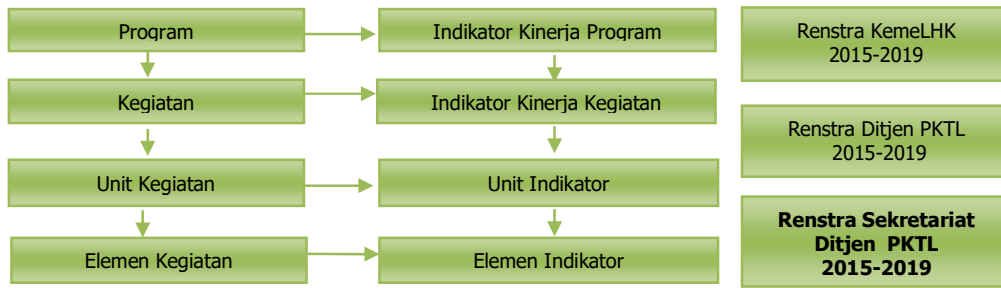 Program
Indikator Kinerja Program
Renstra KemeLHK
2015-2019
Kegiatan
Indikator Kinerja Kegiatan
Renstra Ditjen PKTL
2015-2019
Unit Kegiatan
Unit Indikator
Renstra Sekretariat
Ditjen PKTL
2015-2019
Elemen Kegiatan
Elemen Indikator